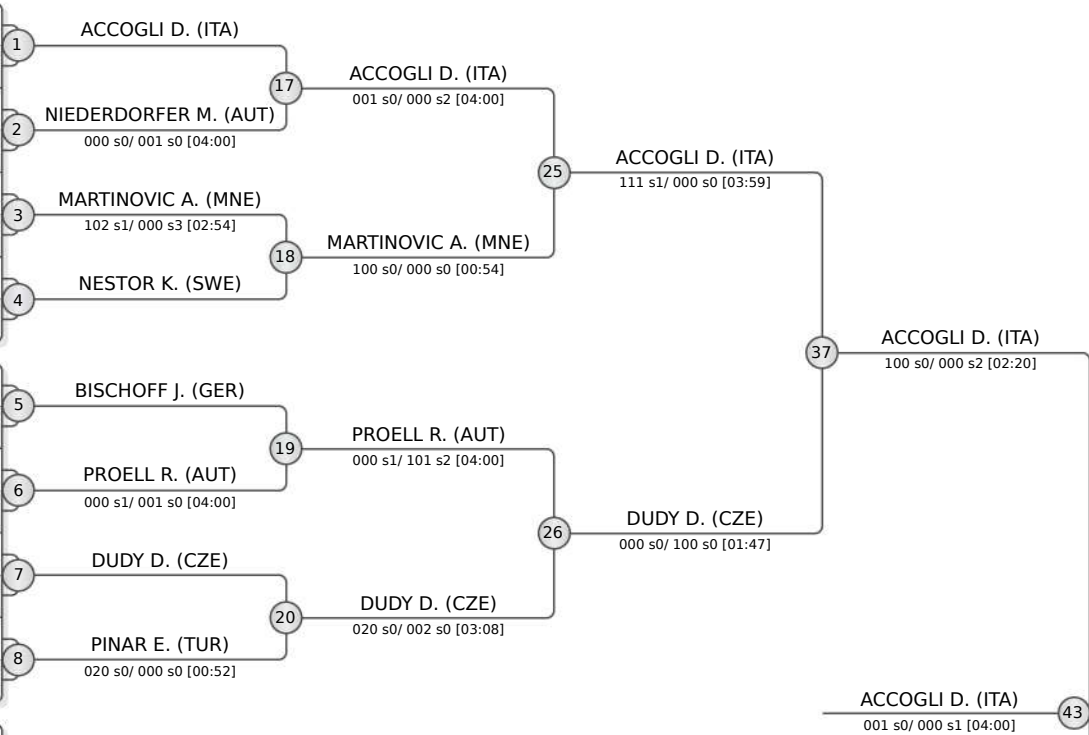 ACCOGLI D. (ITA)
1
17
ACCOGLI D. (ITA)
001 s0/ 000 s2 [04:00]
NIEDERDORFER M. (AUT)
2
000 s0/ 001 s0 [04:00]
25
ACCOGLI D. (ITA)
111 s1/ 000 s0 [03:59]
MARTINOVIC A. (MNE)
3
102 s1/ 000 s3 [02:54]
18
MARTINOVIC A. (MNE)
100 s0/ 000 s0 [00:54]
NESTOR K. (SWE)
4
37
ACCOGLI D. (ITA)
100 s0/ 000 s2 [02:20]
BISCHOFF J. (GER)
5
19
PROELL R. (AUT)
000 s1/ 101 s2 [04:00]
PROELL R. (AUT)
6
000 s1/ 001 s0 [04:00]
26
DUDY D. (CZE)
000 s0/ 100 s0 [01:47]
DUDY D. (CZE)
7
20
DUDY D. (CZE)
020 s0/ 002 s0 [03:08]
PINAR E. (TUR)
8
020 s0/ 000 s0 [00:52]
ACCOGLI D. (ITA)
43
001 s0/ 000 s1 [04:00]